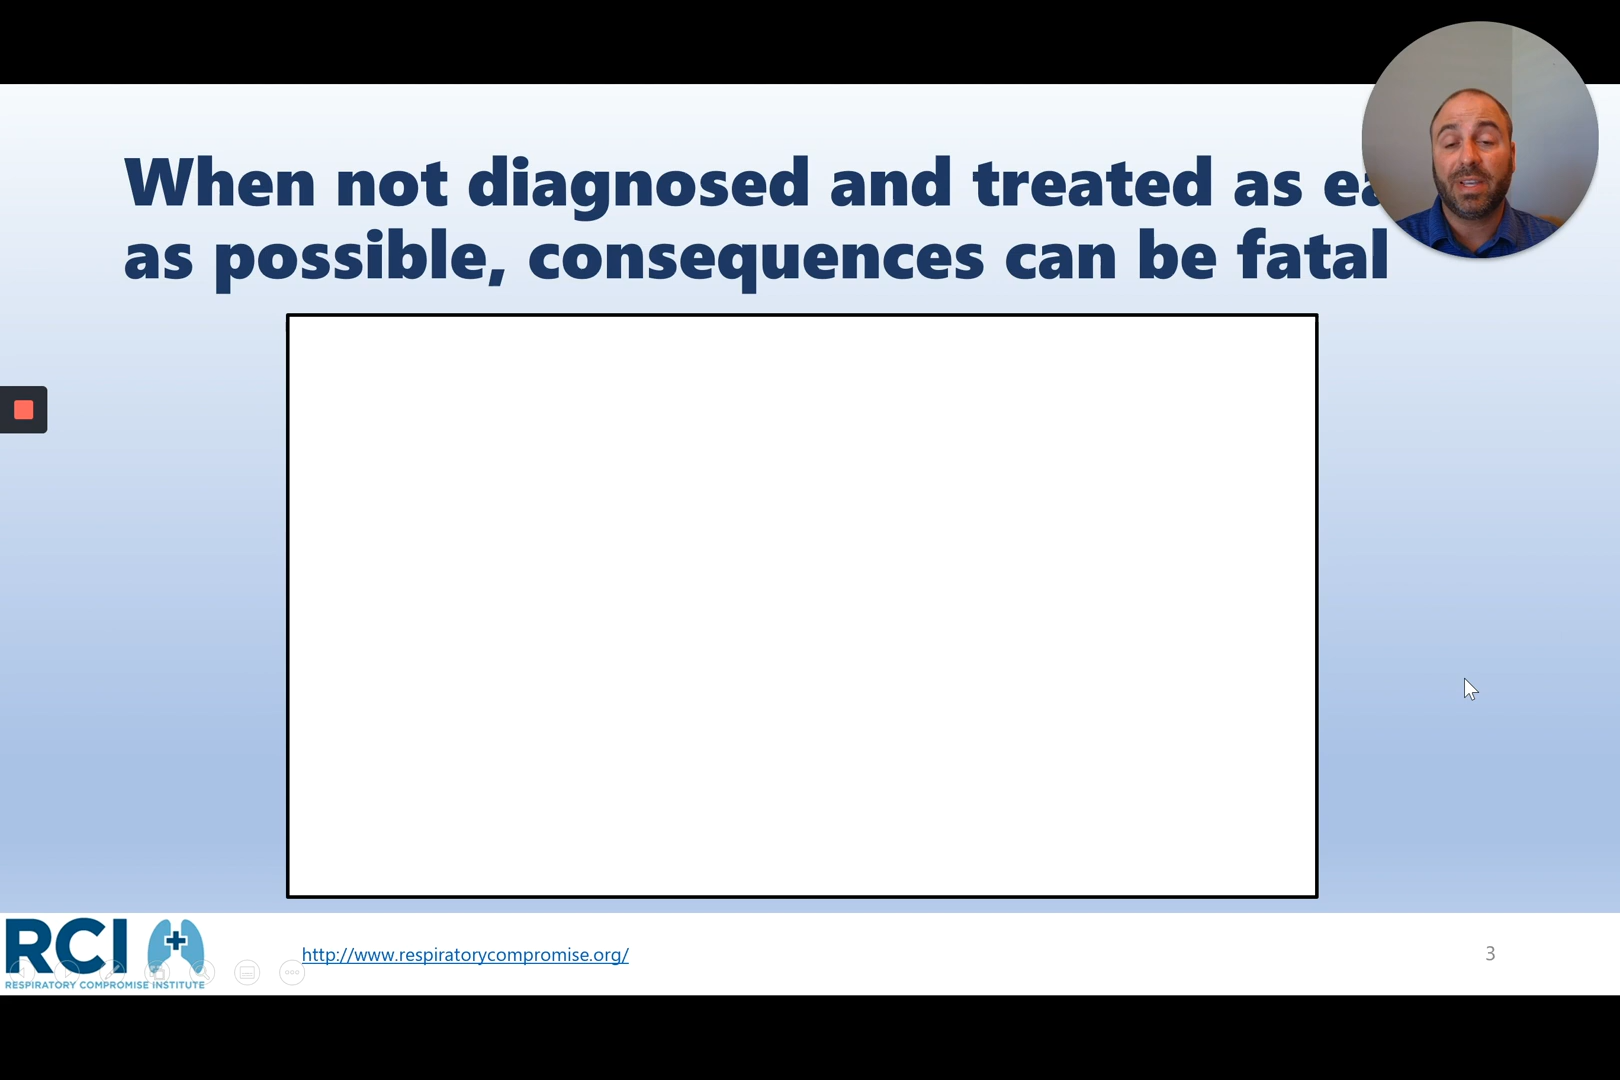 When not diagnosed and treated as
as possible, consequences can be fatal
RCI
RESPIRATORY COMPROMISE INSTITUTE
http://www.respiratorycompromise.org/
3